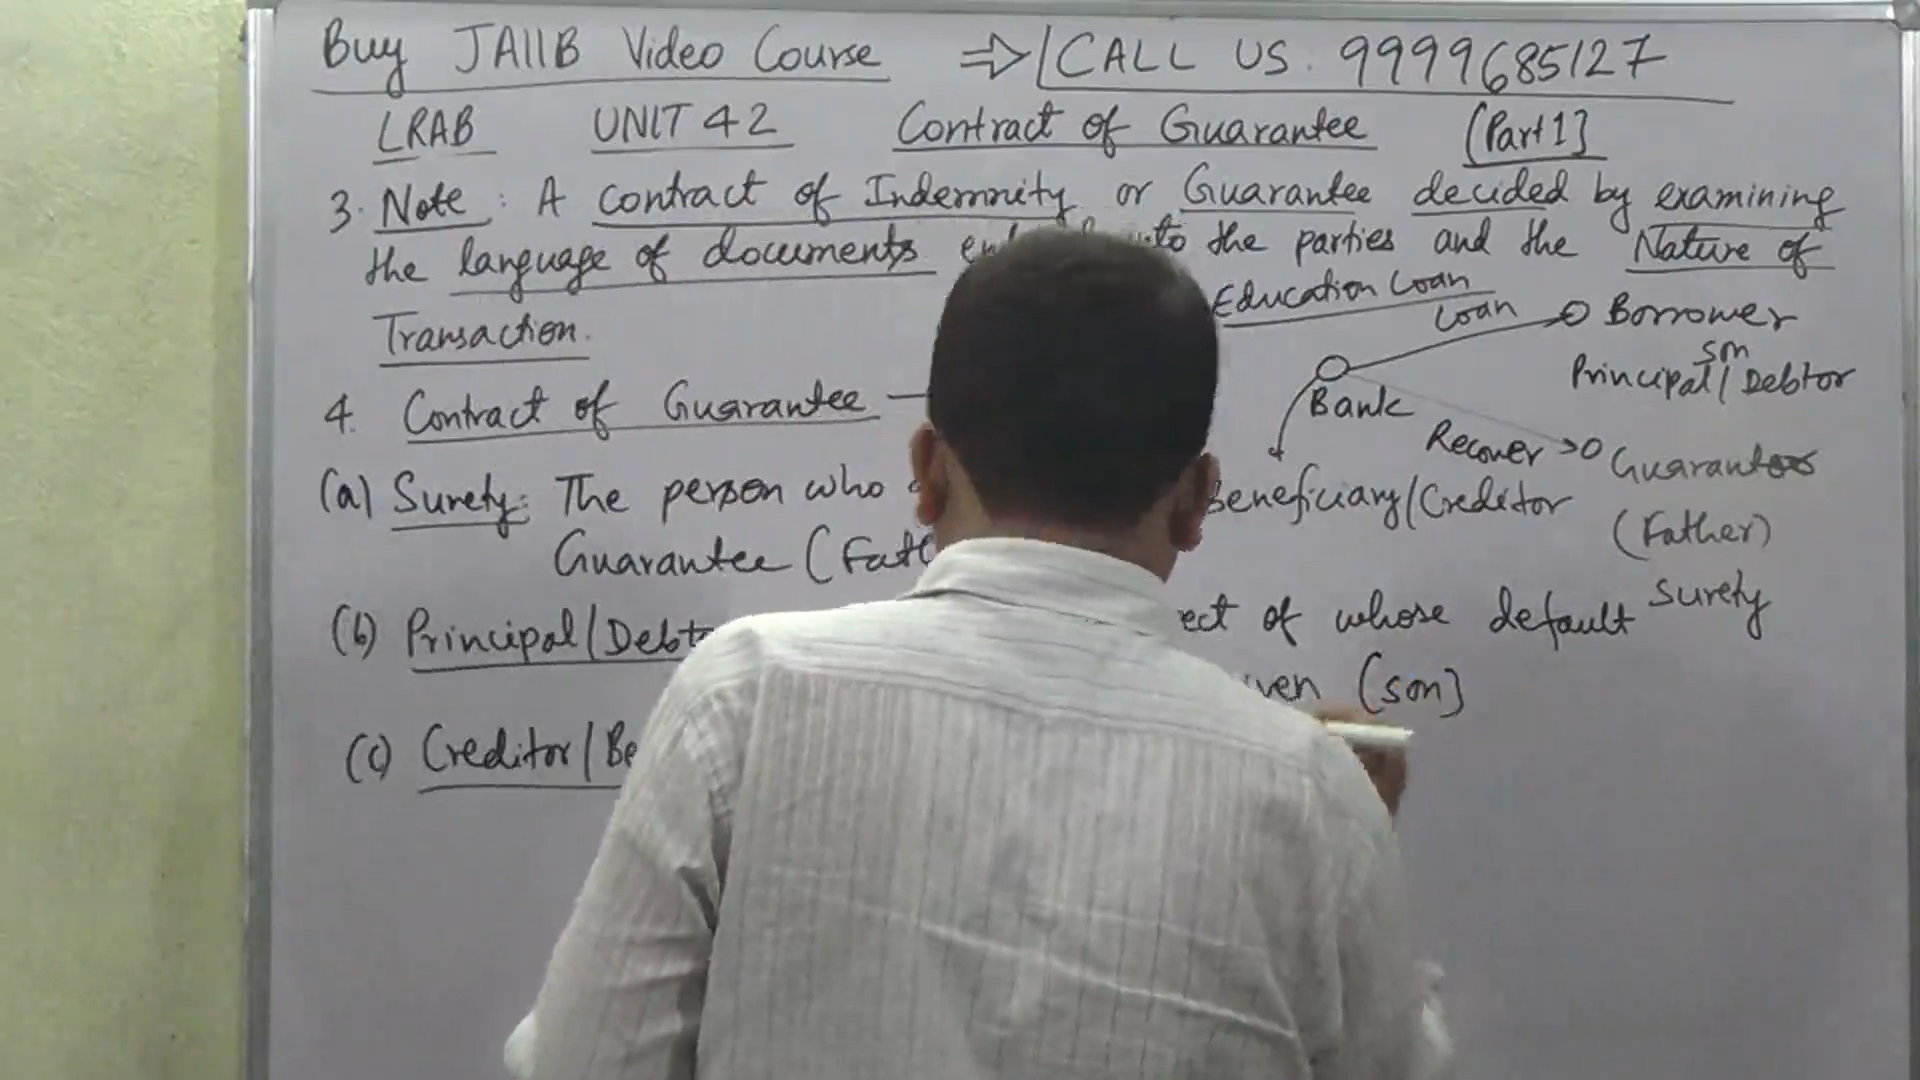 Buy JAIIB Video Course ⇒ CALL US: 9999685127
LRAB UNIT 42 Contract of Guarantee [Part 1]
3. Note: A contract of Indemnity or Guarantee decided by examining
the language of documents to the parties and the Nature of
Transaction.
Education Loan
Loan Borrower
son
Principal/Debtor
Bank
4. Contract of Guarantee
Recover Guarantor
(a) Surety: The person who Beneficiary/Creditor
(Father)
Guarantee
Surety
(b) Principal/ of whose default
(son)
(c) Creditor/